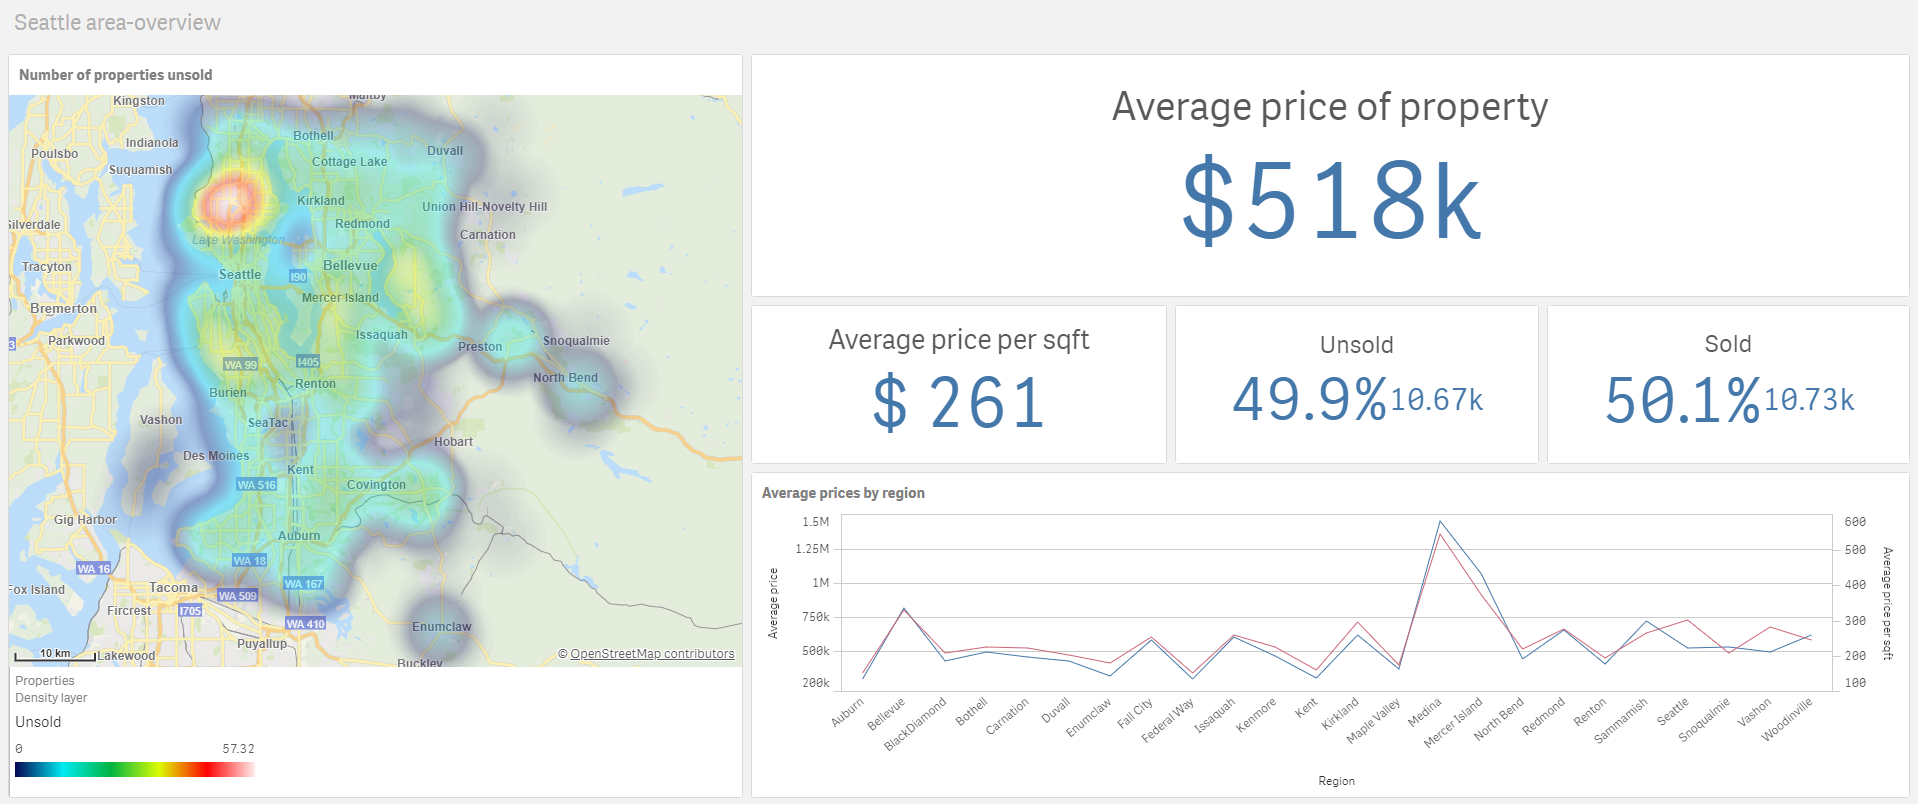 Seattle area-overview
Number of properties unsold
Kingston
Maltby
Indianola
Bothell
Poulsbo
Duvall
Cottage Lake
Suquamish
Kirkland
Union Hill-Novelty Hill
Silverdale
Redmond
Carnation
Lake Washington
Tracyton
Seattle
I90
Bellevue
Mercer Island
Bremerton
3
Parkwood
Issaquah
Preston
Snoqualmie
WA 99
I405
North Bend
Renton
Burien
Vashon
SeaTac
Hobart
Des Moines
Kent
WA 516
Covington
Gig Harbor
Auburn
WA 18
WA 16
WA 167
Fox Island
Tacoma
WA 509
Fircrest
I705
WA 410
Enumclaw
Puyallup
10 km
Lakewood
Buckley
© OpenStreetMap contributors
Properties
Density layer
Unsold
0 57.32
Average price of property
$518k
Average price per sqft
$ 261
Unsold
49.9% 10.67k
Sold
50.1% 10.73k
Average prices by region
Average price
1.5M
1.25M
1M
750k
500k
200k
600
500
400
300
200
100
Average price per sqft
Auburn
Bellevue
BlackDiamond
Bothell
Carnation
Duvall
Enumclaw
Fall City
Federal Way
Issaquah
Kenmore
Kent
Kirkland
Maple Valley
Medina
Mercer Island
North Bend
Redmond
Renton
Sammamish
Seattle
Snoqualmie
Vashon
Woodinville
Region